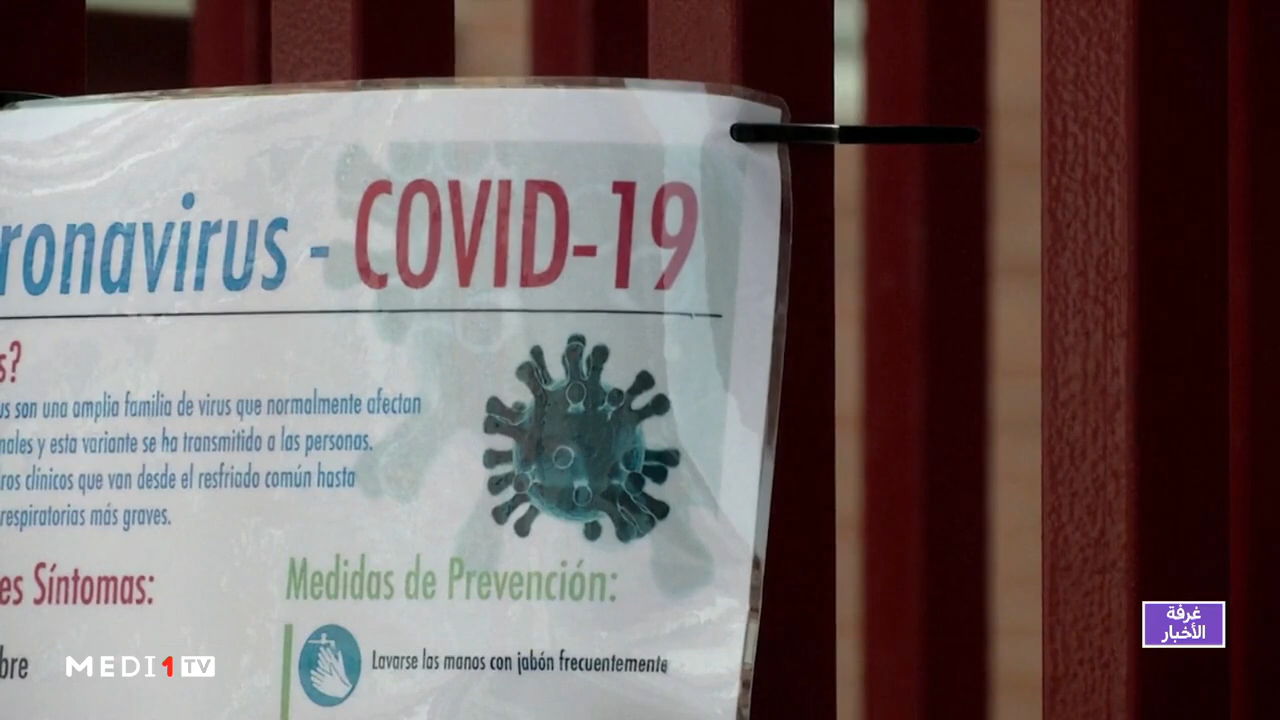 ronavirus - COVID-19
s?
us son una amplia familia de virus que normalmente afectan
males y esta variante se ha transmitido a las personas.
ros clínicos que van desde el resfriado común hasta
respiratorias más graves.
es Síntomas:
Medidas de Prevención:
bre
Lavarse las manos con jabón frecuentemente
MEDI1TV
غرفة
الأخبار